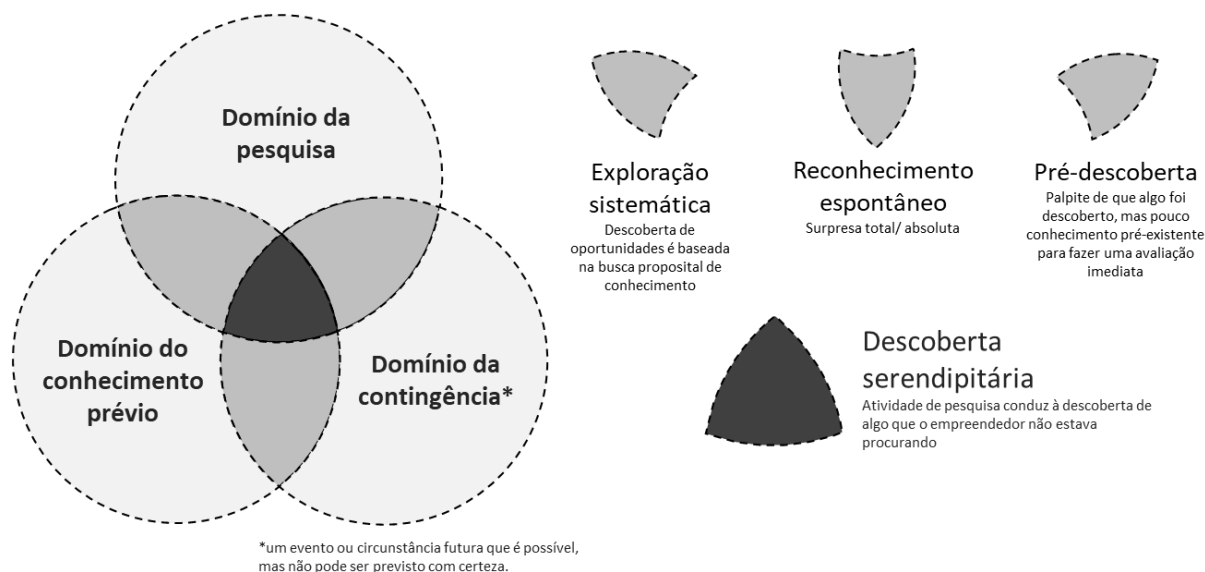 Domínio da
pesquisa
Domínio do
conhecimento
prévio
Domínio da
contingência*
*um evento ou circunstância futura que é possível,
mas não pode ser previsto com certeza.
Exploração
sistemática
Descoberta de
oportunidades é baseada
na busca proposital de
conhecimento
Reconhecimento
espontâneo
Surpresa total/ absoluta
Pré-descoberta
Palpite de que algo foi
descoberto, mas pouco
conhecimento pré-existente
para fazer uma avaliação
imediata
Descoberta
serendipitária
Atividade de pesquisa conduz à descoberta de
algo que o empreendedor não estava
procurando